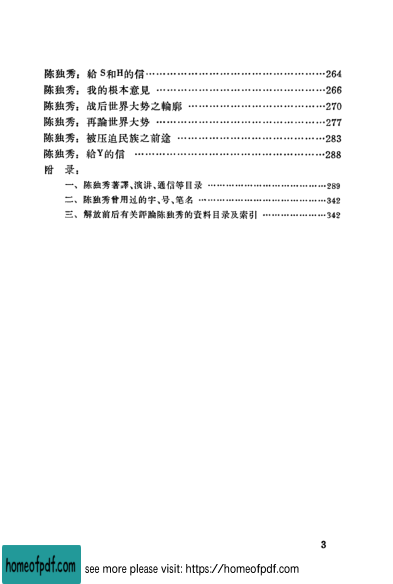 陈独秀：給S和H的信……………………………………264
陈独秀：我的根本意見……………………………………266
陈独秀：战后世界大势之輪廓……………………………270
陈独秀：再論世界大势……………………………………277
陈独秀：被压迫民族之前途………………………………283
陈独秀：給Y的信…………………………………………288
附　录：
一、陈独秀著譯、演讲、通信等目录………………………289
二、陈独秀曾用过的字、号、笔名…………………………342
三、解放前后有关評論陈独秀的資料目录及索引…………342
3
homeofpdf.com see more please visit: https://homeofpdf.com